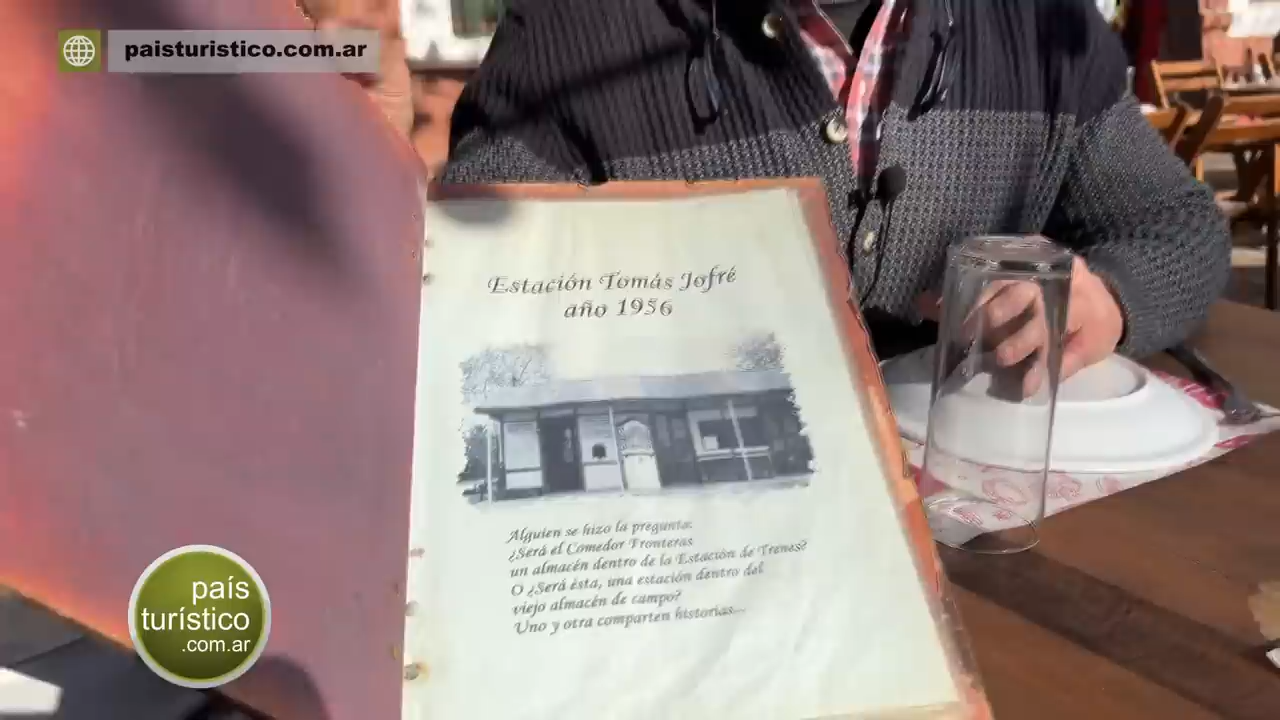 paisturistico.com.ar
Estación Tomás Jofré
año 1956
Alguien se hizo la pregunta:
¿Será el Comedor Fronteras
un almacén dentro de la Estación de Trenes?
O ¿Será ésta, una estación dentro del
viejo almacén de campo?
Uno y otra comparten historias...
país
turístico
.com.ar